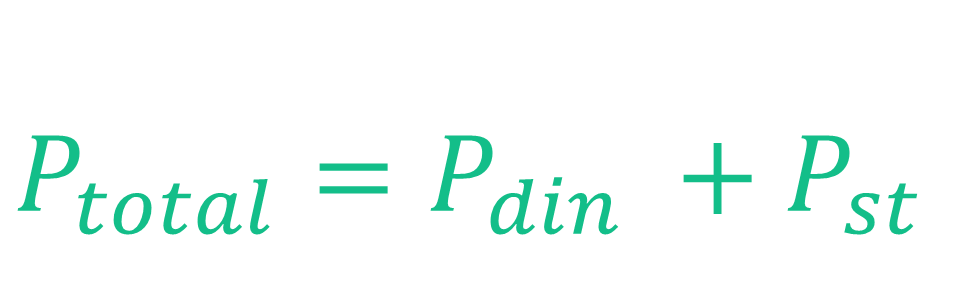 P_total = P_din + P_st